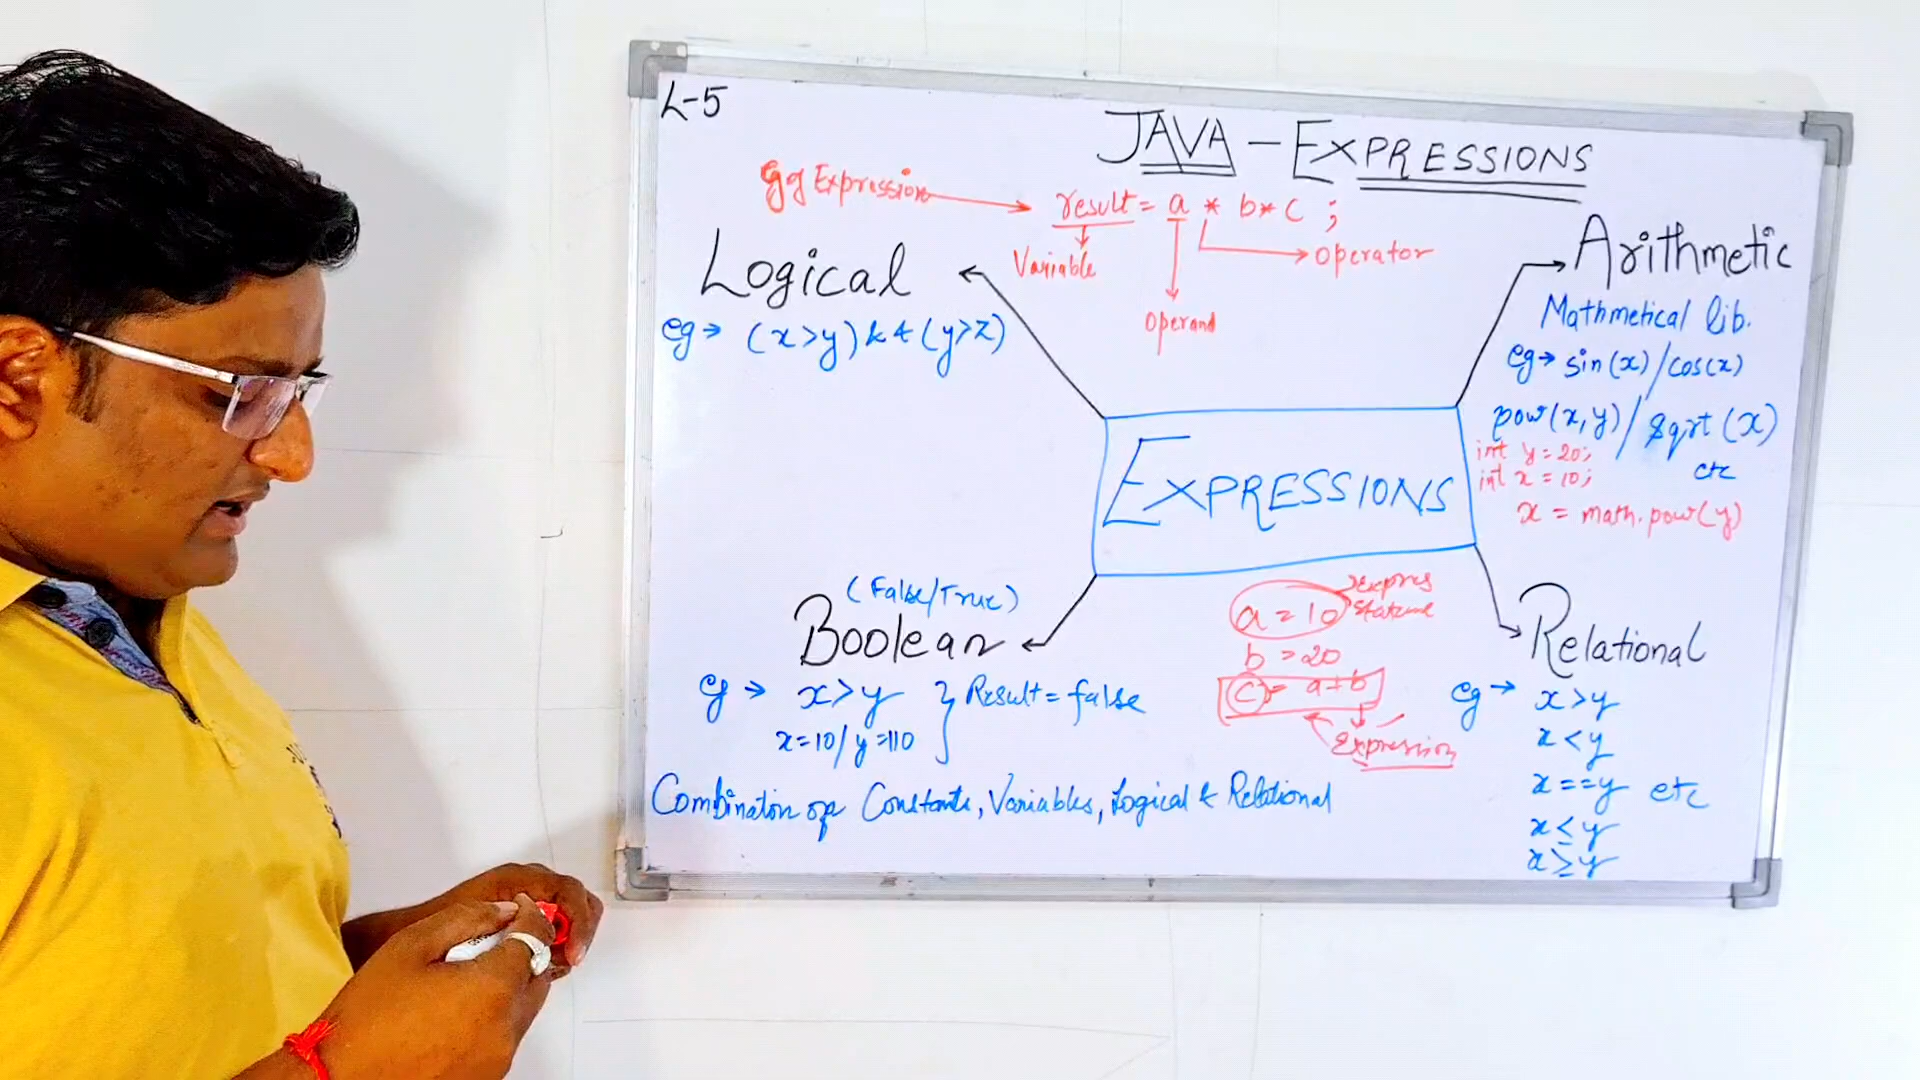 L-5
JAVA - EXPRESSIONS
eg of Expression → result = a * b * c ;
Variable
Operator
Operand
Logical
eg → (x>y) && (y>z)
Arithmetic
Mathmetical lib.
eg → sin(x) / cos(x)
pow(x,y) / sqrt(x)
etc
int y = 20;
int x = 10;
x = math.pow(y)
EXPRESSIONS
(False/True)
Boolean
eg → x>y } Result = false
x=10 / y=110
Combination of Constants, Variables, Logical & Relational
a = 10
b = 20
c = a+b
Expression
Relational
eg → x>y
x<y
x==y etc
x≤y
x≥y